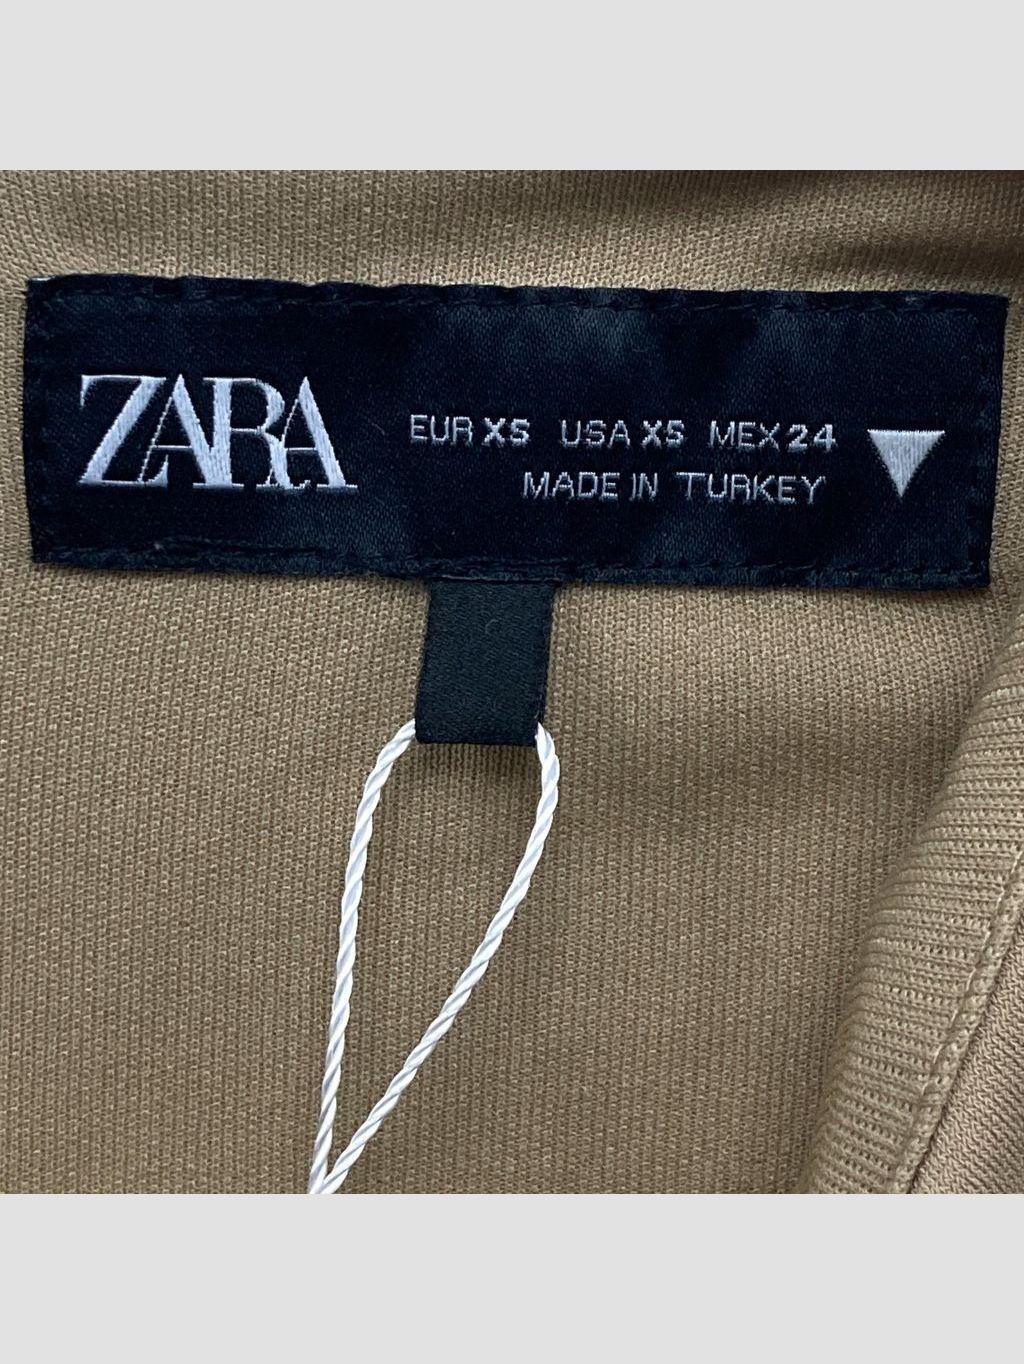 ZARA
EUR XS USA XS MEX 24
MADE IN TURKEY